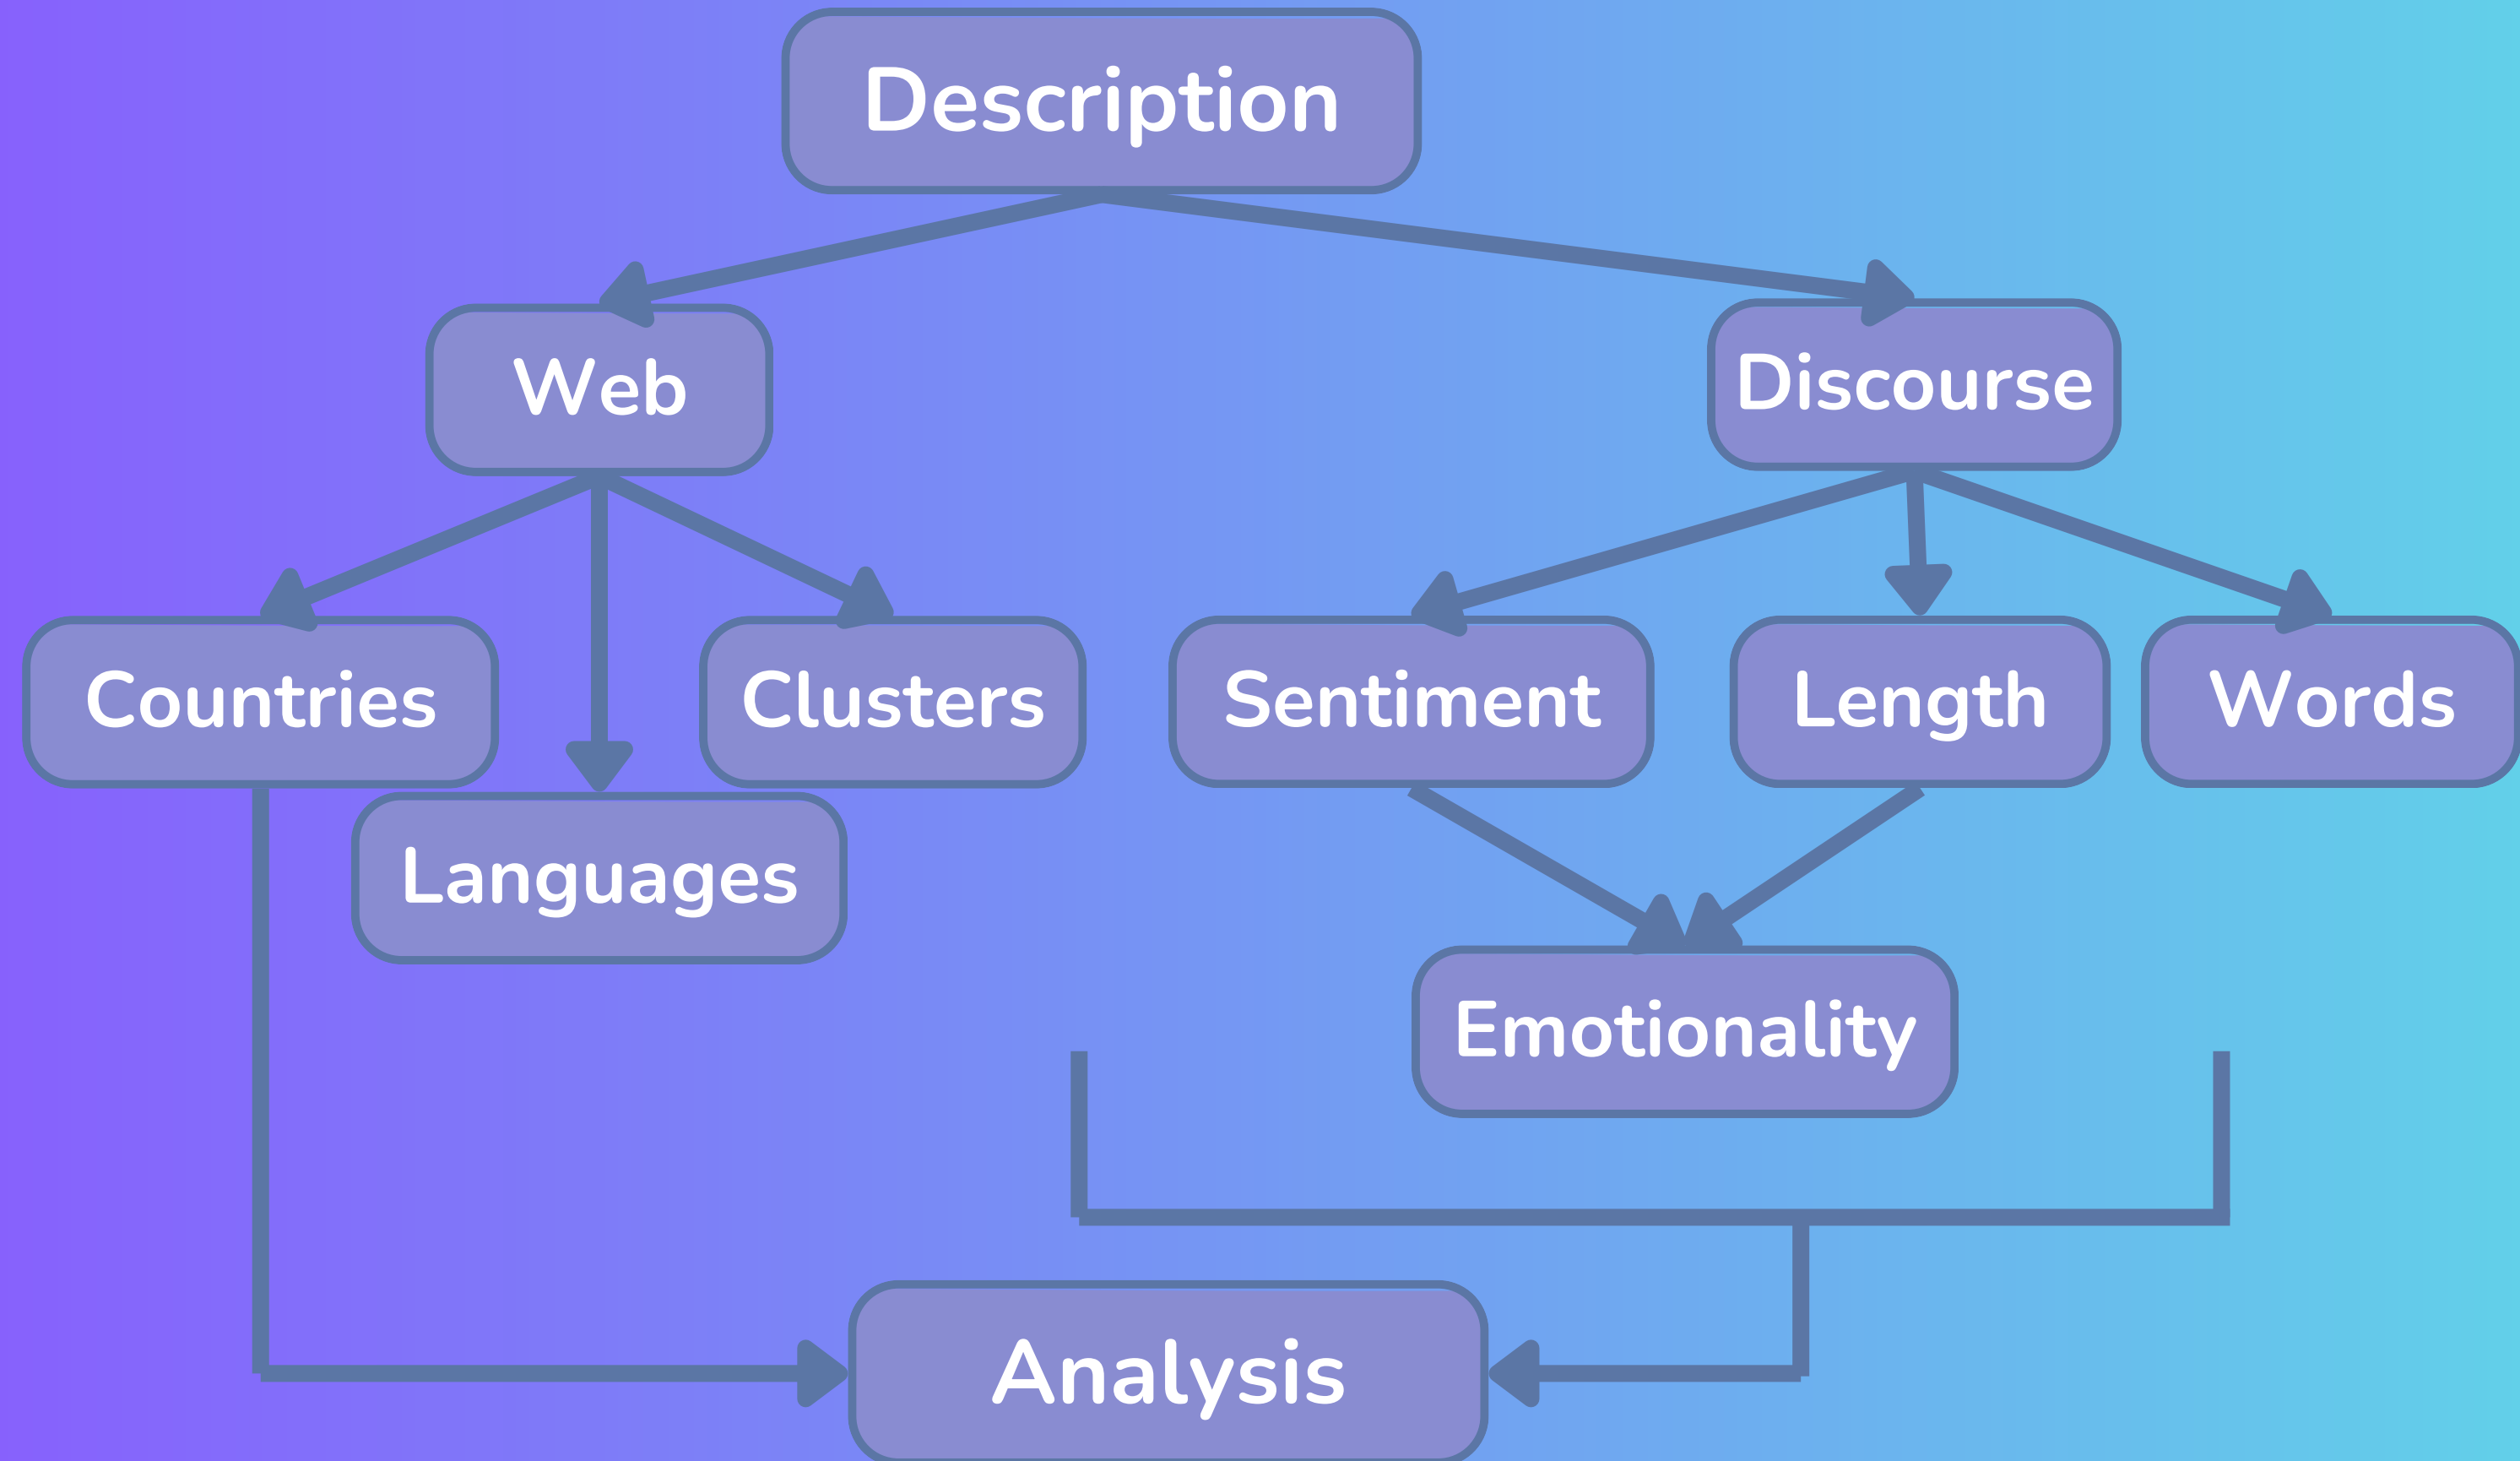 Description
Web
Discourse
Countries
Clusters
Sentiment
Length
Words
Languages
Emotionality
Analysis